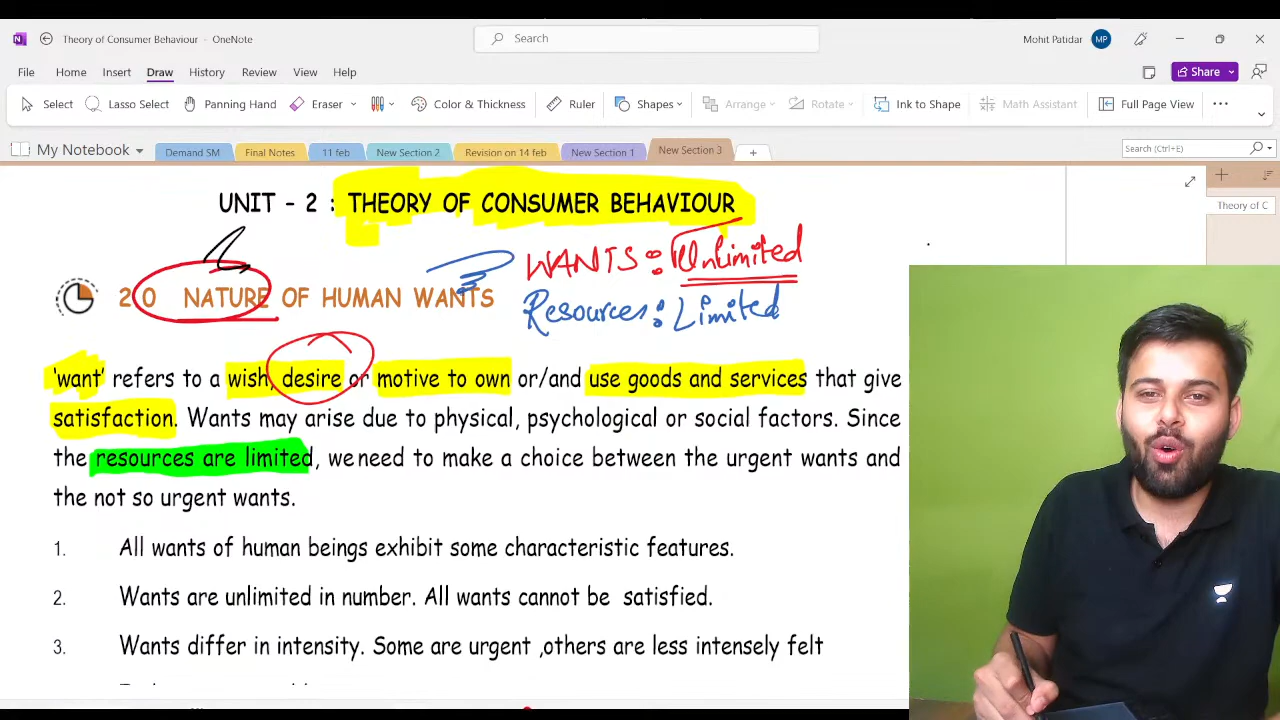 Theory of Consumer Behaviour - OneNote
Search
Mohit Patidar MP
File Home Insert Draw History Review View Help
Share
Select Lasso Select Panning Hand Eraser Color & Thickness Ruler Shapes Arrange Rotate Ink to Shape Math Assistant Full Page View
My Notebook Demand SM Final Notes 11 feb New Section 2 Revision on 14 feb New Section 1 New Section 3
Search (Ctrl+E)
Theory of C
UNIT - 2 : THEORY OF CONSUMER BEHAVIOUR
WANTS : Unlimited
2 0 NATURE OF HUMAN WANTS
Resources : Limited
'want' refers to a wish, desire or motive to own or/and use goods and services that give
satisfaction. Wants may arise due to physical, psychological or social factors. Since
the resources are limited, we need to make a choice between the urgent wants and
the not so urgent wants.
1. All wants of human beings exhibit some characteristic features.
2. Wants are unlimited in number. All wants cannot be satisfied.
3. Wants differ in intensity. Some are urgent ,others are less intensely felt